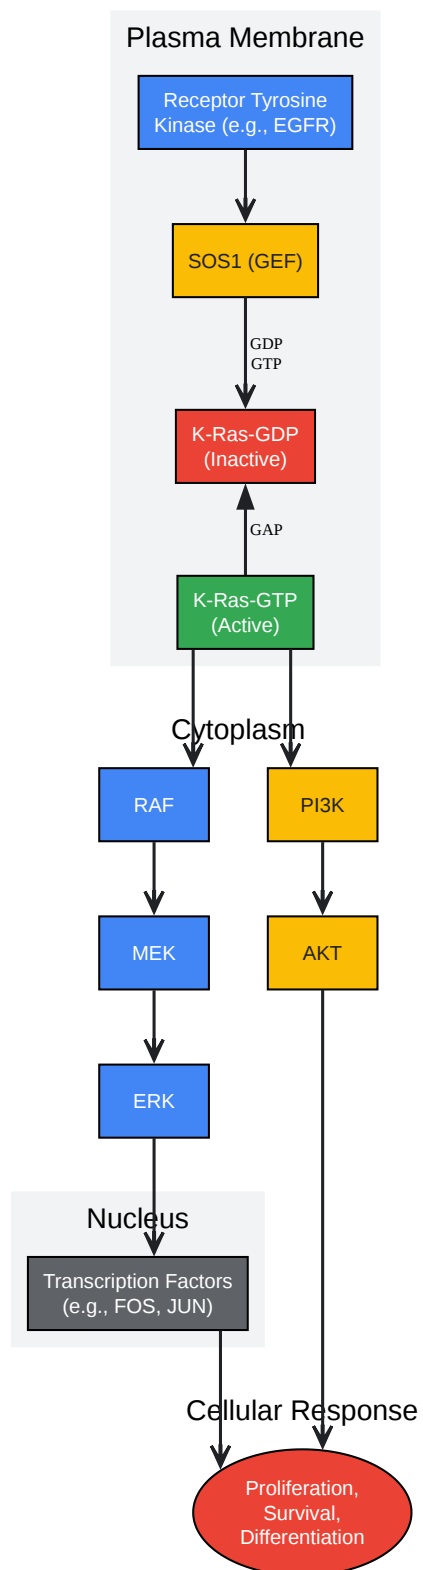 Plasma Membrane
Receptor Tyrosine
Kinase (e.g., EGFR)
SOS1 (GEF)
GDP
GTP
K-Ras-GDP
(Inactive)
GAP
K-Ras-GTP
(Active)
Cytoplasm
RAF
PI3K
MEK
AKT
ERK
Nucleus
Transcription Factors
(e.g., FOS, JUN)
Cellular Response
Proliferation,
Survival,
Differentiation